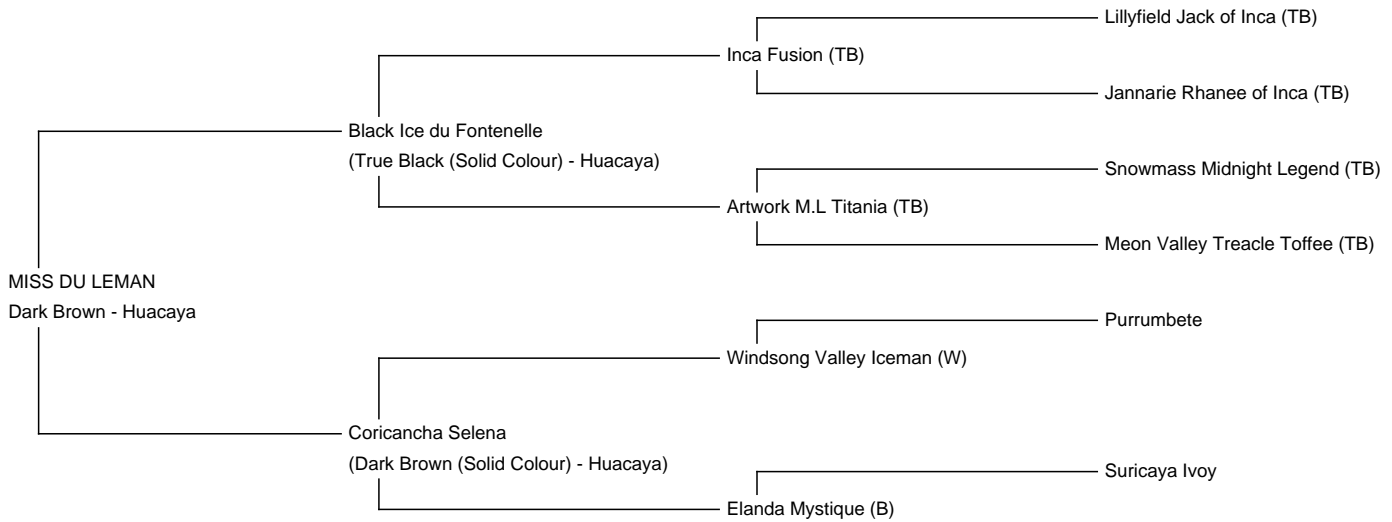 Lillyfield Jack of Inca (TB)
Inca Fusion (TB)
Jannarie Rhanee of Inca (TB)
Black Ice du Fontenelle
(True Black (Solid Colour) - Huacaya)
Snowmass Midnight Legend (TB)
Artwork M.L Titania (TB)
Meon Valley Treacle Toffee (TB)
MISS DU LEMAN
Dark Brown - Huacaya
Purrumbete
Windsong Valley Iceman (W)
Coricancha Selena
(Dark Brown (Solid Colour) - Huacaya)
Suricaya Ivoy
Elanda Mystique (B)